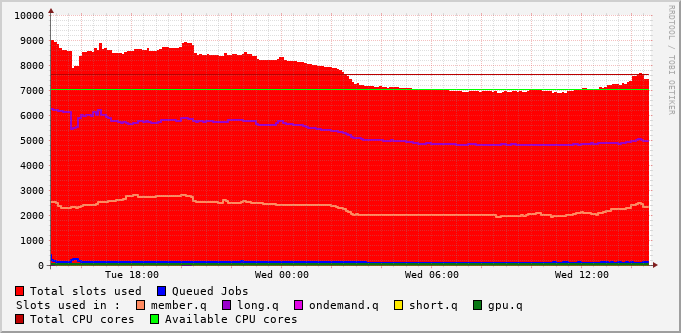 10000
9000
8000
7000
6000
5000
4000
3000
2000
1000
0
Tue 18:00 Wed 00:00 Wed 06:00 Wed 12:00
Total slots used Queued Jobs
Slots used in : member.q long.q ondemand.q short.q gpu.q
Total CPU cores Available CPU cores
RRDTOOL / TOBI OETIKER